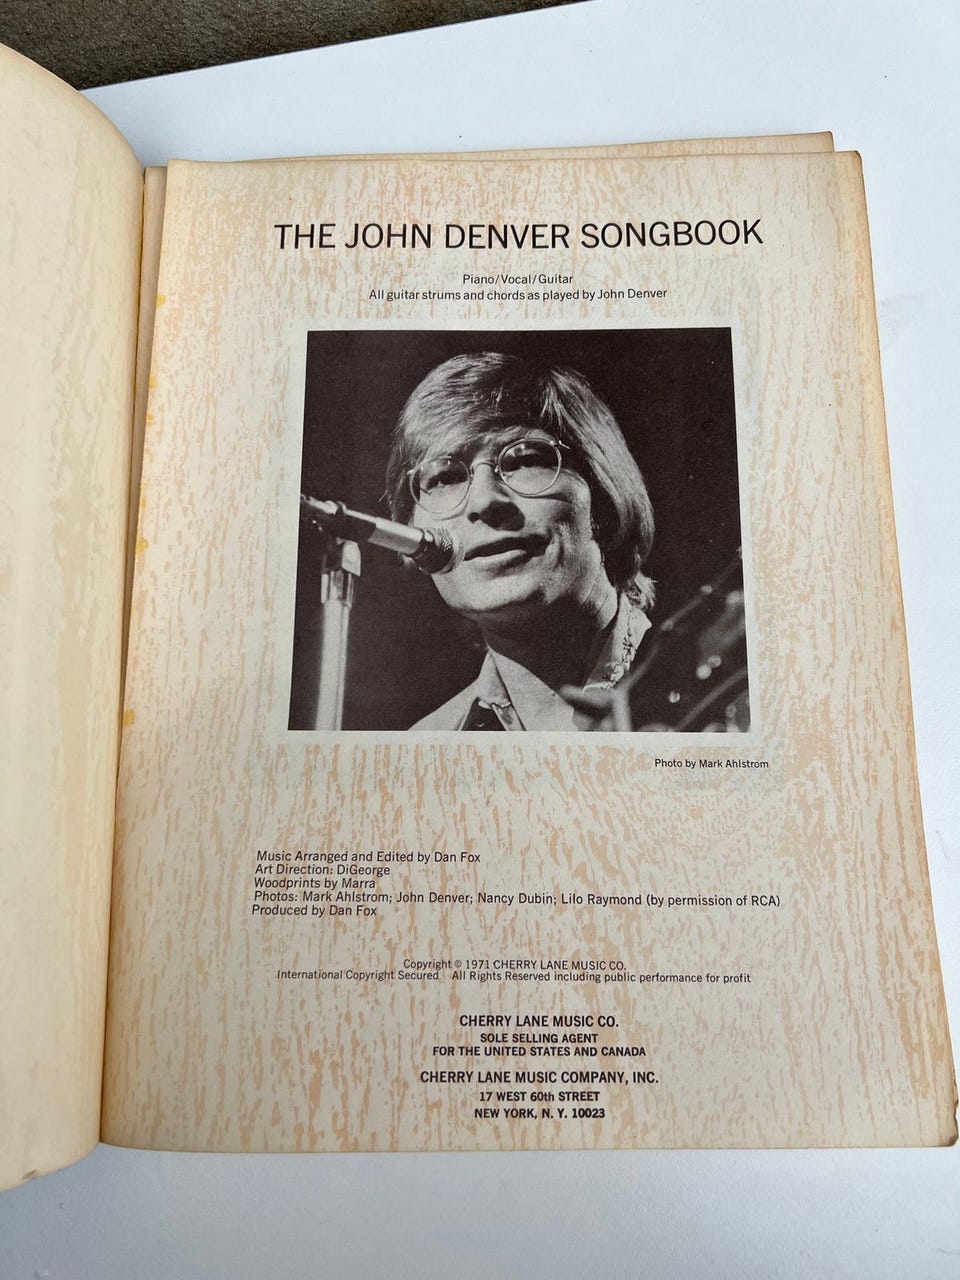 THE JOHN DENVER SONGBOOK
Piano/Vocal/Guitar
All guitar strums and chords as played by John Denver
Photo by Mark Ahlstrom
Music Arranged and Edited by Dan Fox
Art Direction: DiGeorge
Woodprints by Marra
Photos: Mark Ahlstrom; John Denver; Nancy Dubin; Lilo Raymond (by permission of RCA)
Produced by Dan Fox
Copyright © 1971 CHERRY LANE MUSIC CO.
International Copyright Secured All Rights Reserved including public performance for profit
CHERRY LANE MUSIC CO.
SOLE SELLING AGENT
FOR THE UNITED STATES AND CANADA
CHERRY LANE MUSIC COMPANY, INC.
17 WEST 60th STREET
NEW YORK, N. Y. 10023